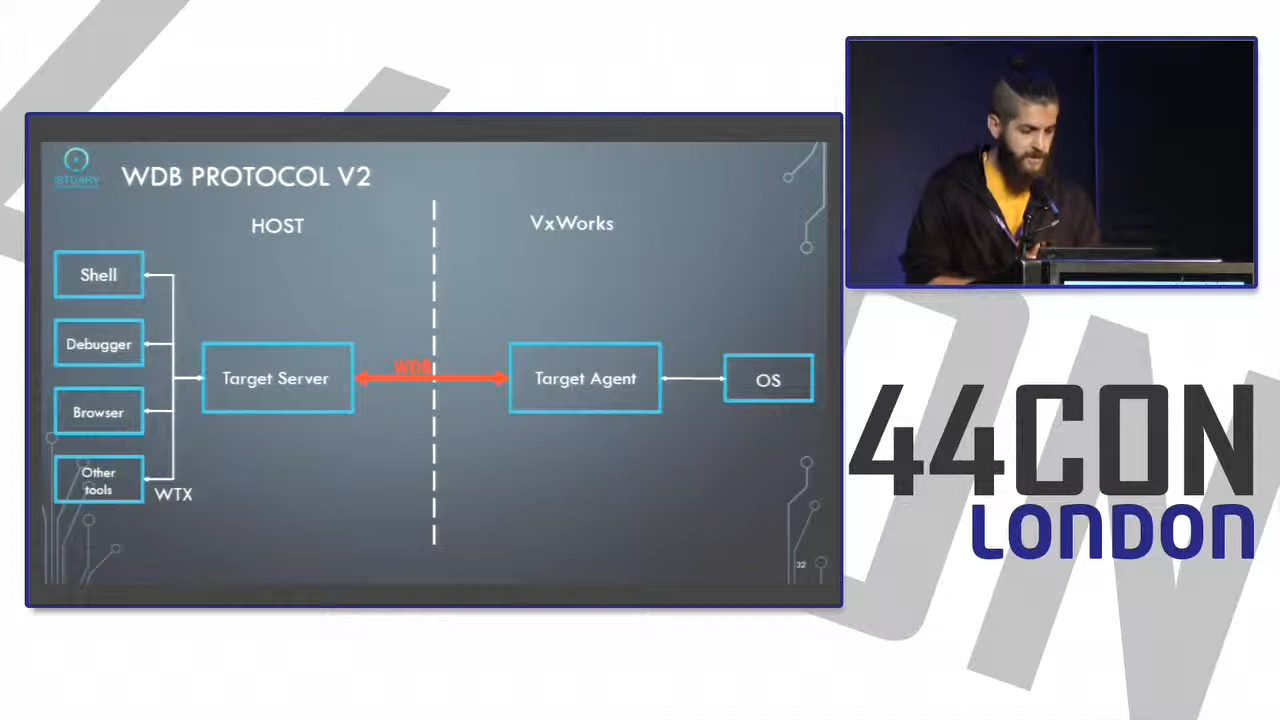 ISTUARY
WDB PROTOCOL V2
HOST
VxWorks
Shell
Debugger
Browser
Other
tools
WTX
Target Server
WDB
Target Agent
OS
32
44CON
LONDON